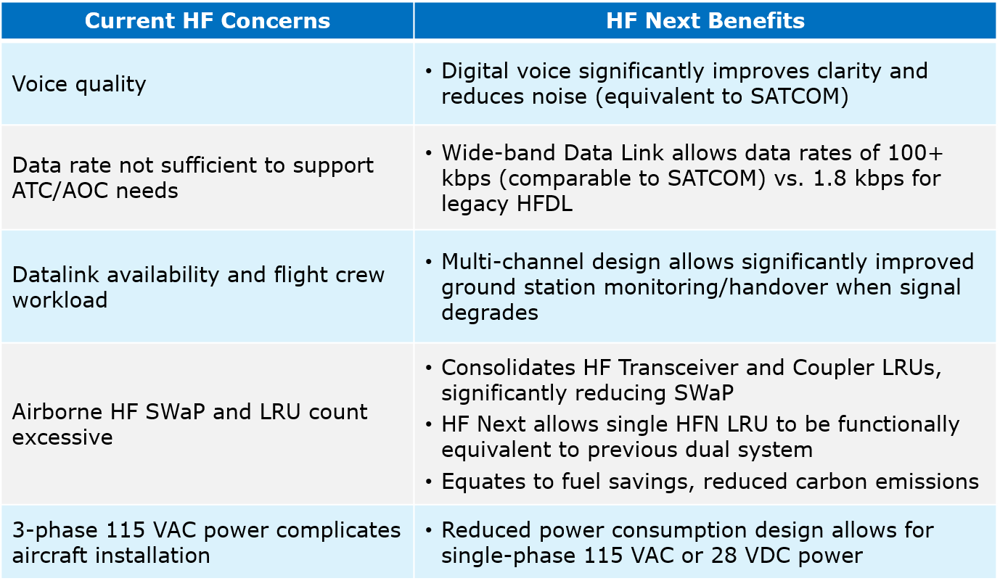 Current HF Concerns
HF Next Benefits
Voice quality
• Digital voice significantly improves clarity and
reduces noise (equivalent to SATCOM)
Data rate not sufficient to support
ATC/AOC needs
• Wide-band Data Link allows data rates of 100+
kbps (comparable to SATCOM) vs. 1.8 kbps for
legacy HFDL
Datalink availability and flight crew
workload
• Multi-channel design allows significantly improved
ground station monitoring/handover when signal
degrades
Airborne HF SWaP and LRU count
excessive
• Consolidates HF Transceiver and Coupler LRUs,
significantly reducing SWaP
• HF Next allows single HFN LRU to be functionally
equivalent to previous dual system
• Equates to fuel savings, reduced carbon emissions
3-phase 115 VAC power complicates
aircraft installation
• Reduced power consumption design allows for
single-phase 115 VAC or 28 VDC power